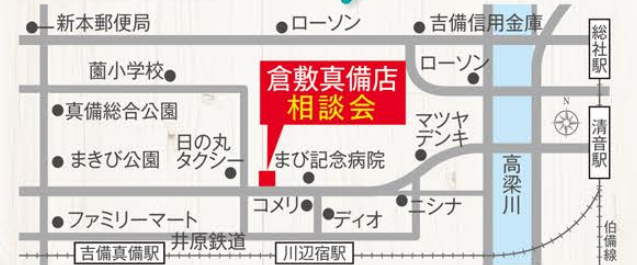 新本郵便局
ローソン
吉備信用金庫
総社駅
薗小学校
倉敷真備店
相談会
ローソン
N
真備総合公園
マツヤ
デンキ
清音駅
まきび公園
日の丸
タクシー
まび記念病院
高梁川
コメリ
ニシナ
ファミリーマート
ディオ
井原鉄道
伯備線
吉備真備駅
川辺宿駅